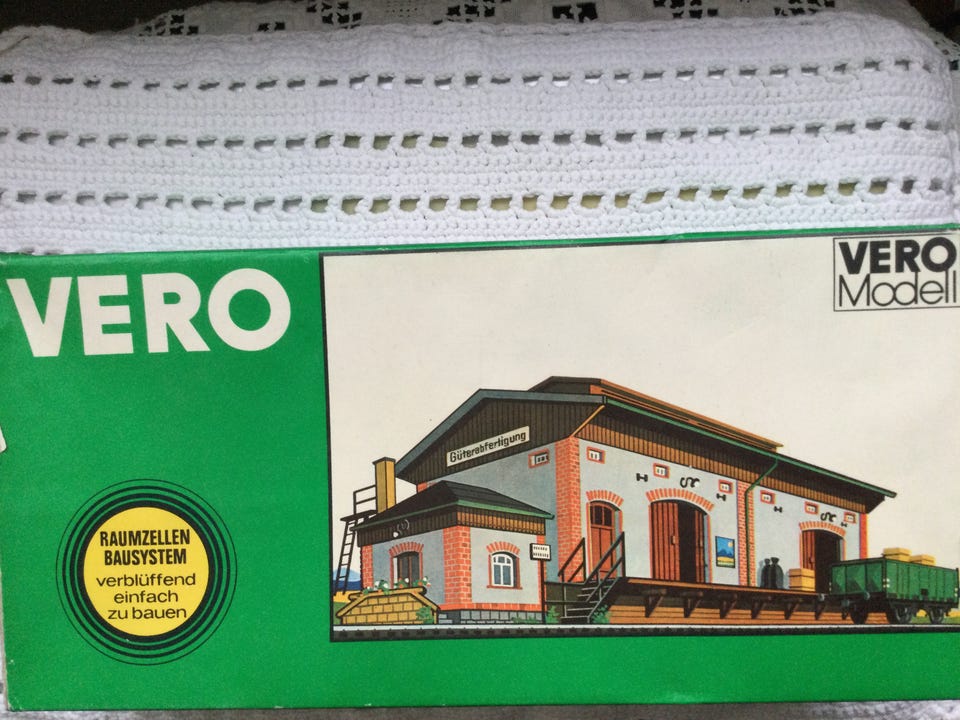 VERO
VERO
Modell
Güterabfertigung
RAUMZELLEN
BAUSYSTEM
verblüffend
einfach
zu bauen